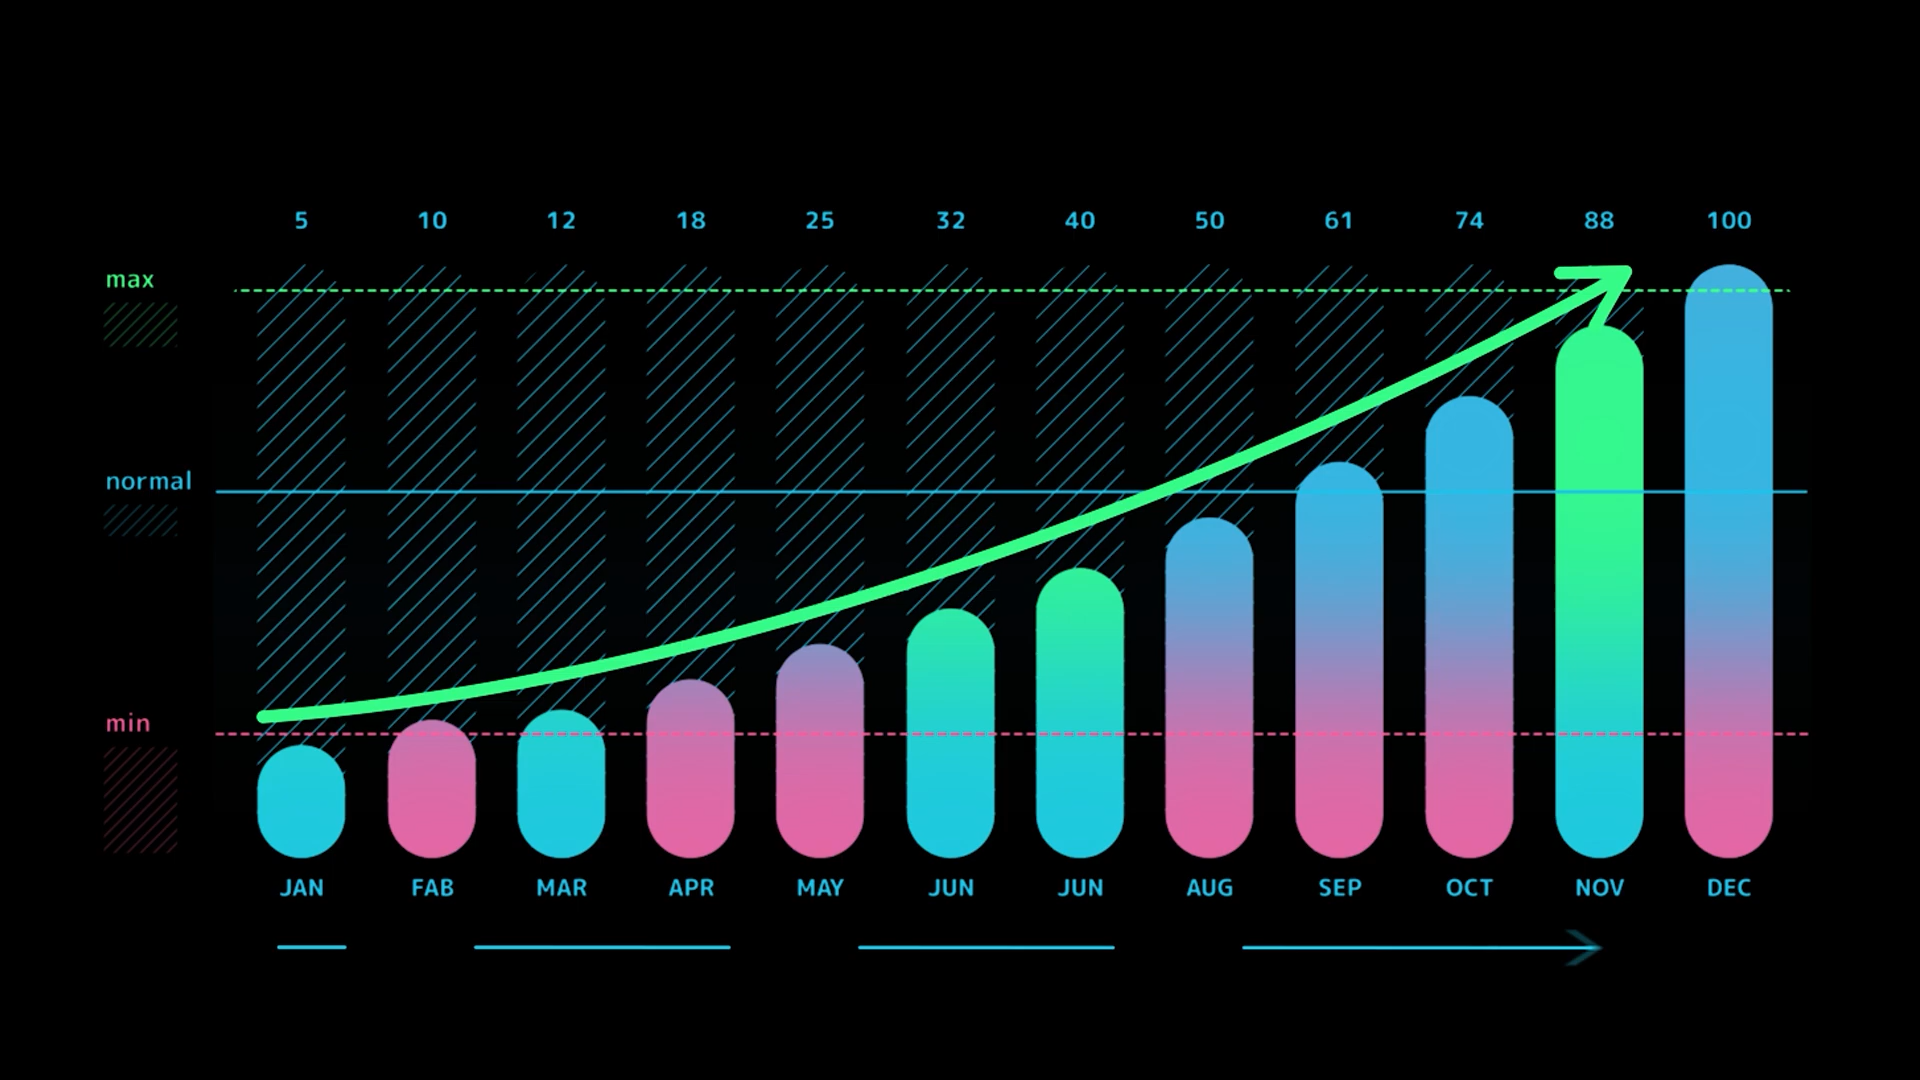 5 10 12 18 25 32 40 50 61 74 88 100
max
normal
min
JAN FAB MAR APR MAY JUN JUN AUG SEP OCT NOV DEC